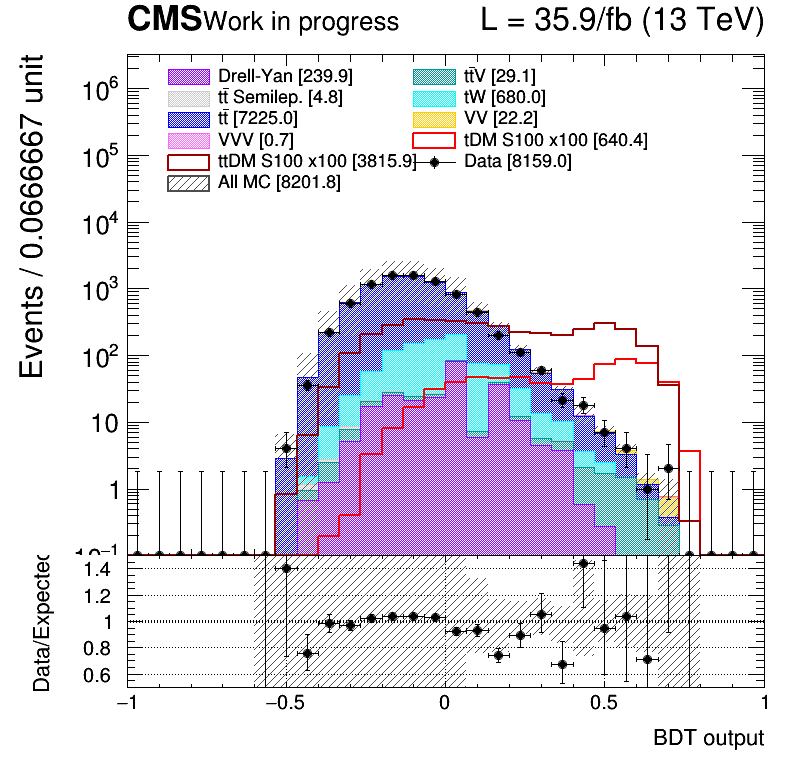 CMS Work in progress L = 35.9/fb (13 TeV)
Events / 0.0666667 unit
Drell-Yan [239.9] tt̄V [29.1]
tt̄ Semilep. [4.8] tW [680.0]
tt̄ [7225.0] VV [22.2]
VVV [0.7] tDM S100 x100 [640.4]
ttDM S100 x100 [3815.9] Data [8159.0]
All MC [8201.8]
10⁶
10⁵
10⁴
10³
10²
10
1
10⁻¹
Data/Expected
1.4
1.2
1
0.8
0.6
−1 −0.5 0 0.5 1
BDT output